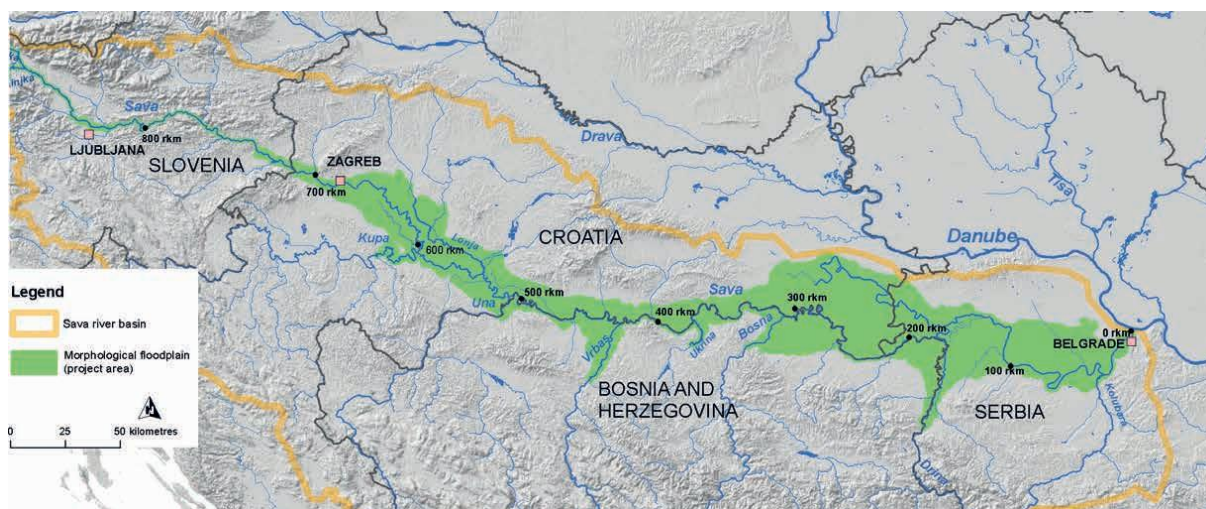 Sava
LJUBLJANA
800 rkm
SLOVENIA
ZAGREB
700 rkm
Drava
Kupa
Lonja
600 rkm
CROATIA
Danube
Tisa
Una
500 rkm
Sava
400 rkm
300 rkm
200 rkm
0 rkm
BELGRADE
Vrbas
Ukrina
Bosna
100 rkm
Kolubara
BOSNIA AND
HERZEGOVINA
SERBIA
Drina
Legend
Sava river basin
Morphological floodplain
(project area)
0 25 50 kilometres